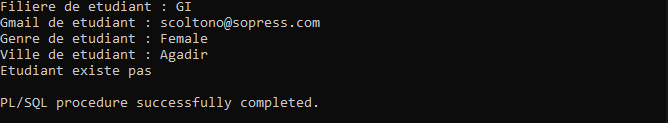 Filiere de etudiant : GI
Gmail de etudiant : scoltono@sopress.com
Genre de etudiant : Female
Ville de etudiant : Agadir
Etudiant existe pas
PL/SQL procedure successfully completed.